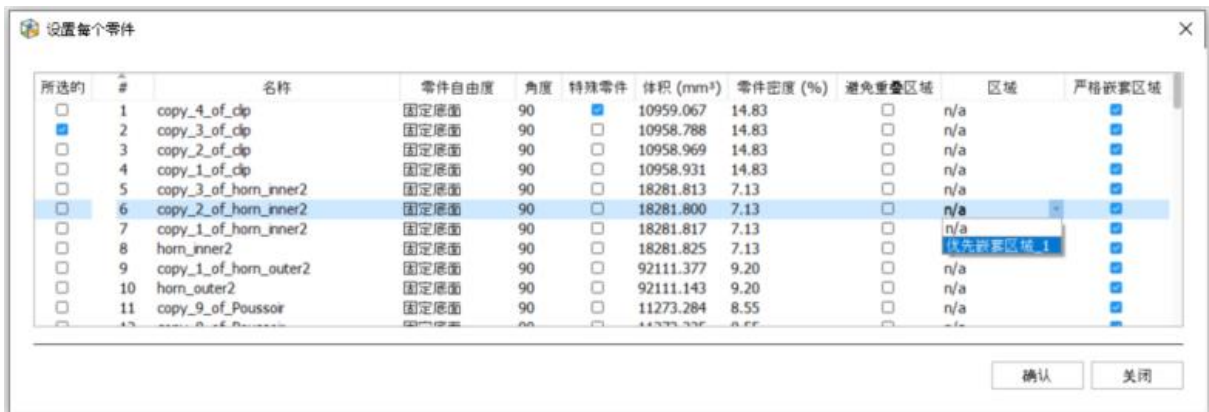 设置每个零件
所选的 # 名称 零件自由度 角度 特殊零件 体积 (mm³) 零件密度 (%) 避免重叠区域 区域 严格嵌套区域
1 copy_4_of_clip 固定底面 90 10959.067 14.83 n/a
2 copy_3_of_clip 固定底面 90 10958.788 14.83 n/a
3 copy_2_of_clip 固定底面 90 10958.969 14.83 n/a
4 copy_1_of_clip 固定底面 90 10958.931 14.83 n/a
5 copy_3_of_horn_inner2 固定底面 90 18281.813 7.13 n/a
6 copy_2_of_horn_inner2 固定底面 90 18281.800 7.13 n/a
7 copy_1_of_horn_inner2 固定底面 90 18281.817 7.13 n/a
8 horn_inner2 固定底面 90 18281.825 7.13 优先嵌套区域_1
9 copy_1_of_horn_outer2 固定底面 90 92111.377 9.20 n/a
10 horn_outer2 固定底面 90 92111.143 9.20 n/a
11 copy_9_of_Poussoir 固定底面 90 11273.284 8.55 n/a
确认 关闭